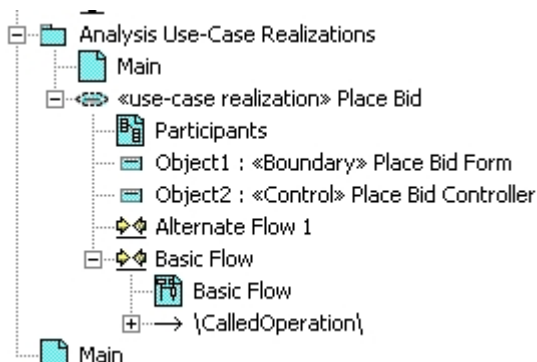 Analysis Use-Case Realizations
Main
«use-case realization» Place Bid
Participants
Object1 : «Boundary» Place Bid Form
Object2 : «Control» Place Bid Controller
Alternate Flow 1
Basic Flow
Basic Flow
\CalledOperation\
Main